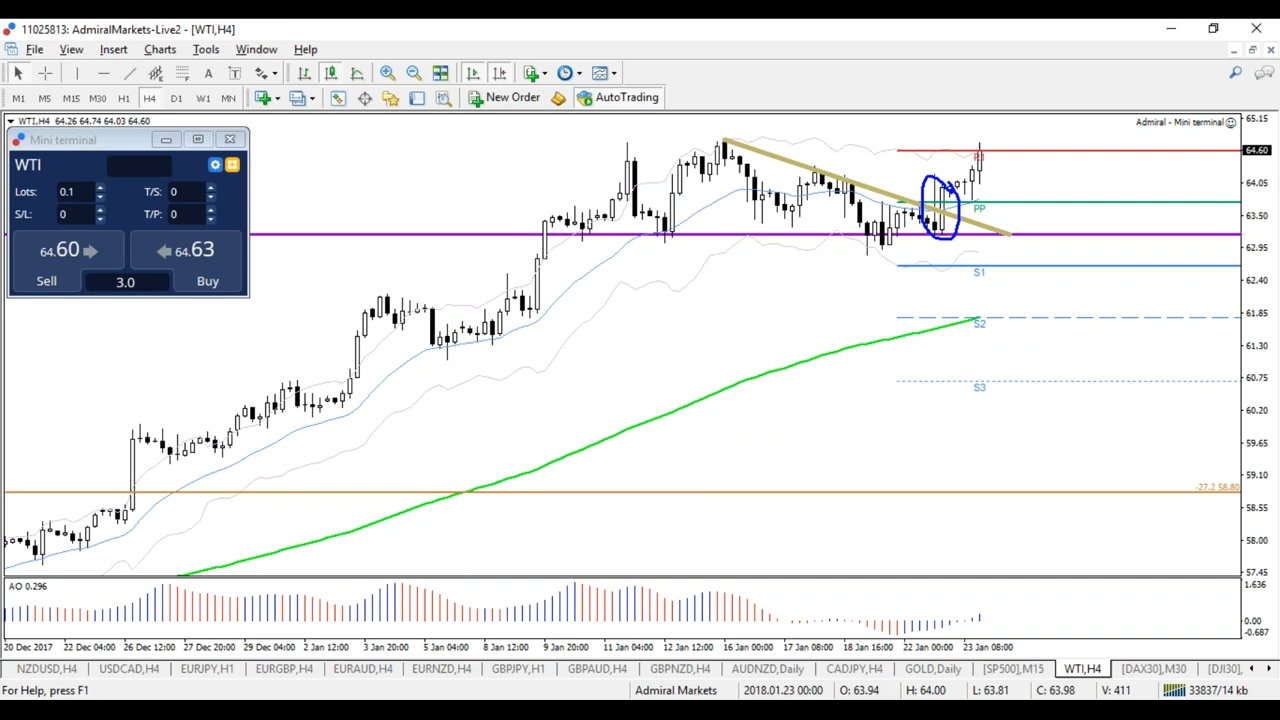 11025813: AdmiralMarkets-Live2 - [WTI,H4]
File View Insert Charts Tools Window Help
A T
M1 M5 M15 M30 H1 H4 D1 W1 MN New Order AutoTrading
WTI,H4 64.26 64.74 64.03 64.60
Admiral - Mini terminal
Mini terminal
WTI
Lots: 0.1 T/S: 0
S/L: 0 T/P: 0
64.60 64.63
Sell 3.0 Buy
R1
PP
S1
S2
S3
-27.2 58.80
65.15
64.60
64.05
63.50
62.95
62.40
61.85
61.30
60.75
60.20
59.65
59.10
58.55
58.00
57.45
AO 0.296
1.636
0.00
-0.687
20 Dec 2017 22 Dec 04:00 26 Dec 12:00 27 Dec 20:00 29 Dec 04:00 2 Jan 12:00 3 Jan 20:00 5 Jan 04:00 8 Jan 12:00 9 Jan 20:00 11 Jan 04:00 12 Jan 12:00 16 Jan 00:00 17 Jan 08:00 18 Jan 16:00 22 Jan 00:00 23 Jan 08:00
NZDUSD,H4 USDCAD,H4 EURJPY,H1 EURGBP,H4 EURAUD,H4 EURNZD,H4 GBPJPY,H1 GBPAUD,H4 GBPNZD,H4 AUDNZD,Daily CADJPY,H4 GOLD,Daily [SP500],M15 WTI,H4 [DAX30],M30 [DJI30],
For Help, press F1 Admiral Markets 2018.01.23 00:00 O: 63.94 H: 64.00 L: 63.81 C: 63.98 V: 411 33837/14 kb